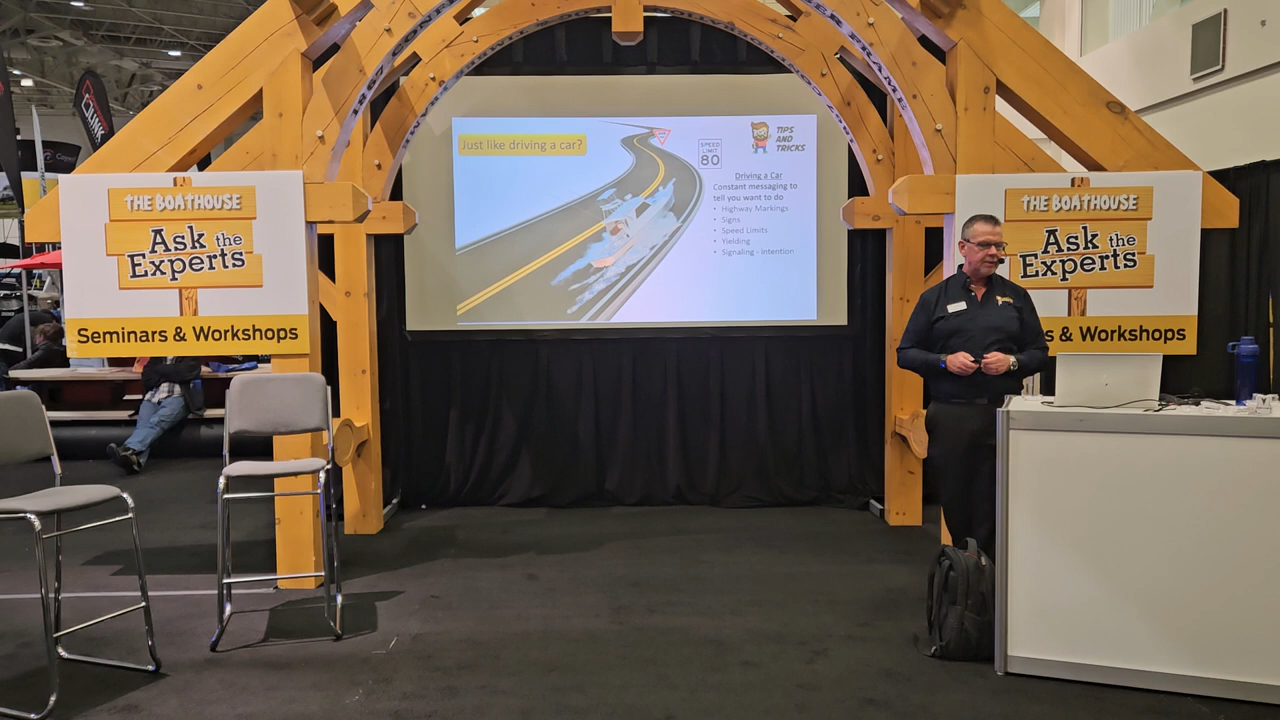 Just like driving a car?
SPEED
LIMIT
80
TIPS
AND
TRICKS
Driving a Car
Constant messaging to
tell you want to do
• Highway Markings
• Signs
• Speed Limits
• Yielding
• Signaling - intention
THE BOATHOUSE
Ask the
Experts
Seminars & Workshops
THE BOATHOUSE
Ask the
Experts
s & Workshops